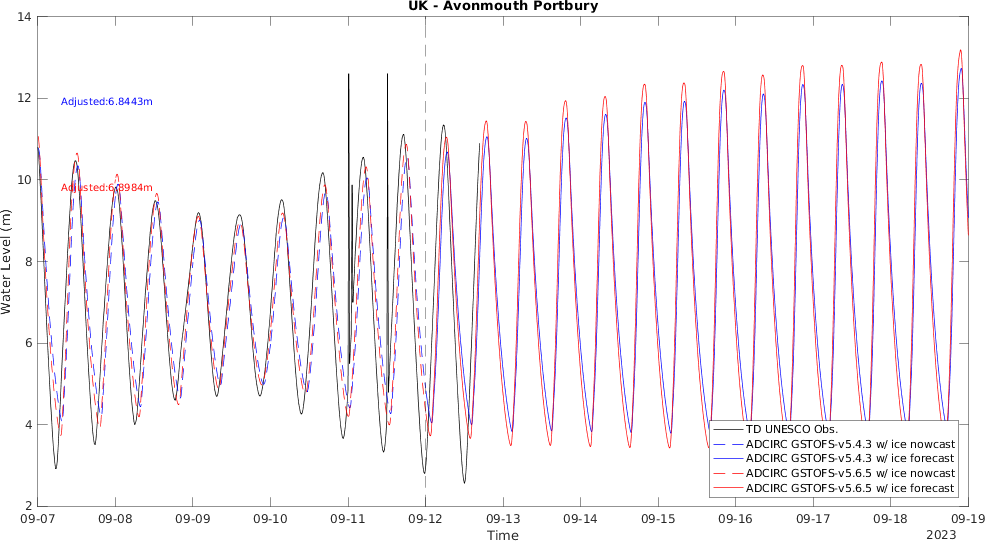 UK - Avonmouth Portbury
14
12
10
8
6
4
2
Water Level (m)
Adjusted:6.8443m
Adjusted:6.8984m
TD UNESCO Obs.
ADCIRC GSTOFS-v5.4.3 w/ ice nowcast
ADCIRC GSTOFS-v5.4.3 w/ ice forecast
ADCIRC GSTOFS-v5.6.5 w/ ice nowcast
ADCIRC GSTOFS-v5.6.5 w/ ice forecast
09-07 09-08 09-09 09-10 09-11 09-12 09-13 09-14 09-15 09-16 09-17 09-18 09-19
Time
2023